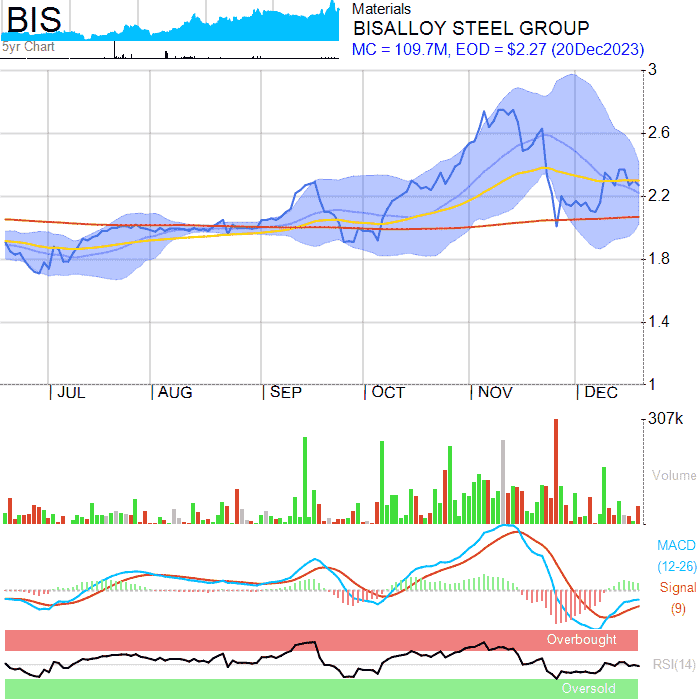 BIS
5yr Chart
Materials
BISALLOY STEEL GROUP
MC = 109.7M, EOD = $2.27 (20Dec2023)
3
2.6
2.2
1.8
1.4
1
JUL AUG SEP OCT NOV DEC
307k
Volume
MACD
(12-26)
Signal
(9)
Overbought
RSI(14)
Oversold